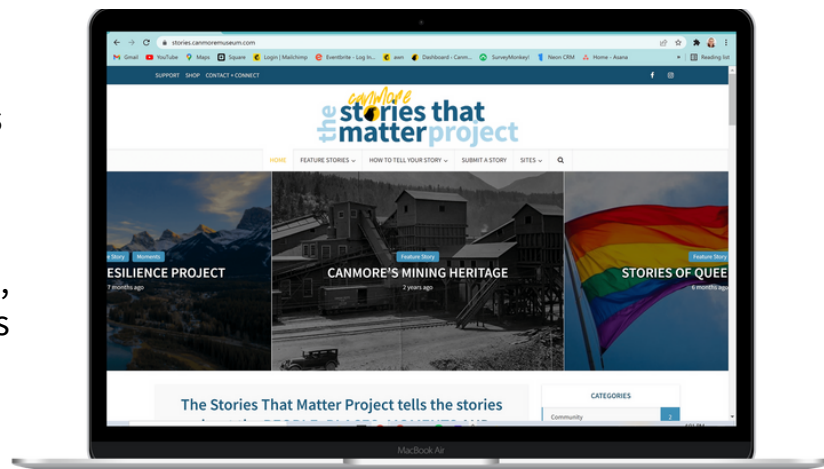 s
,
s
stories.canmoremuseum.com
Gmail YouTube Maps Square Login | Mailchimp Eventbrite - Log In... awin Dashboard - Canm... SurveyMonkey! Neon CRM Home - Asana Reading list
SUPPORT SHOP CONTACT + CONNECT
canmore
the stories that
matter project
HOME FEATURE STORIES HOW TO TELL YOUR STORY SUBMIT A STORY SITES
e Story Moments
ESILIENCE PROJECT
7 months ago
Feature Story
CANMORE'S MINING HERITAGE
2 years ago
Feature Story
STORIES OF QUEE
6 months ago
The Stories That Matter Project tells the stories
CATEGORIES
Community 2
MacBook Air